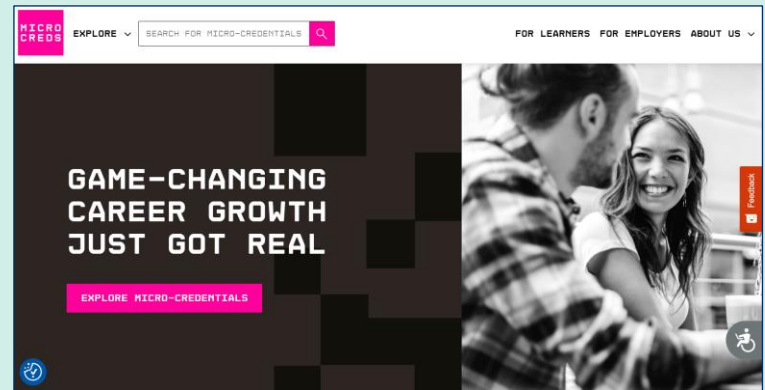 MICRO
CREDS
EXPLORE
SEARCH FOR MICRO-CREDENTIALS
FOR LEARNERS
FOR EMPLOYERS
ABOUT US
GAME-CHANGING
CAREER GROWTH
JUST GOT REAL
EXPLORE MICRO-CREDENTIALS
Feedback